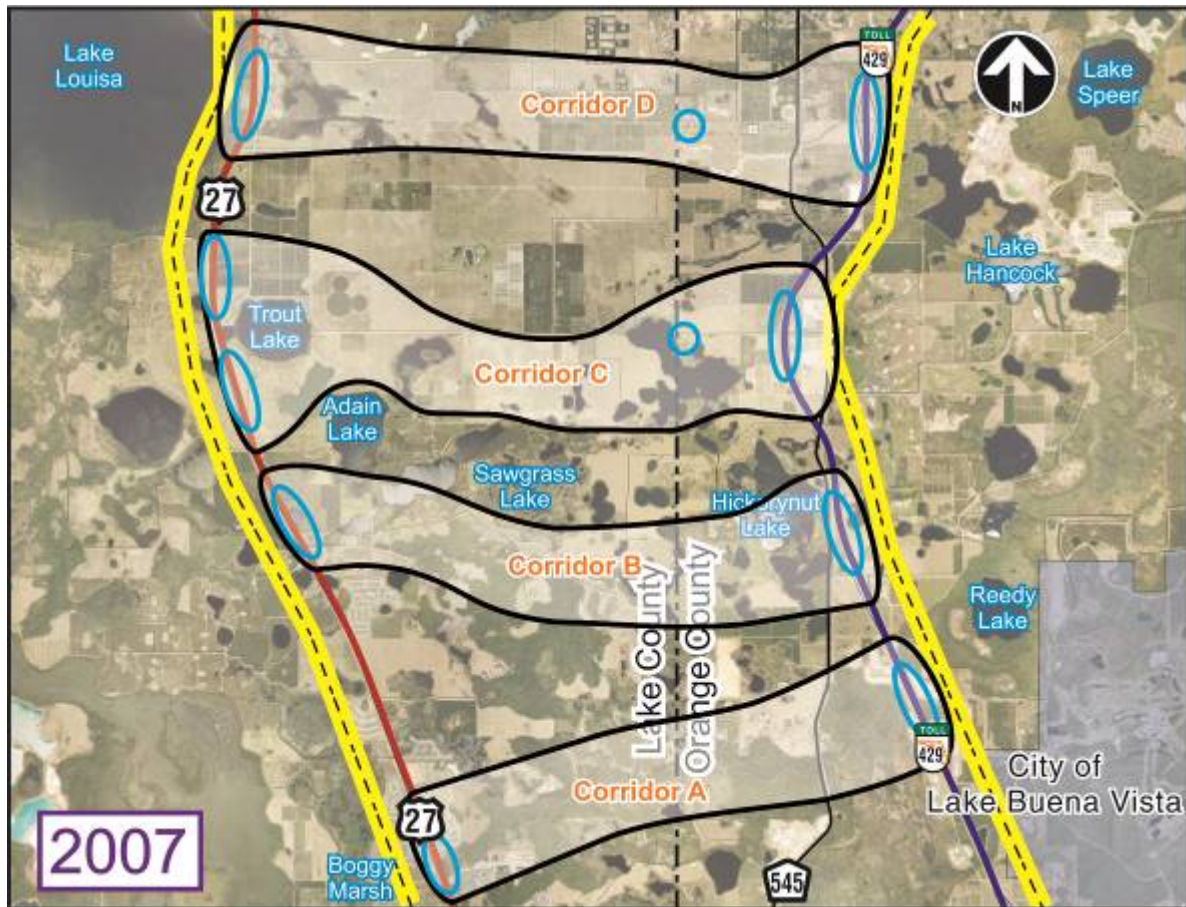 Lake
Louisa
TOLL
429
Lake
Speer
N
Corridor D
27
Lake
Hancock
Trout
Lake
Corridor C
Adain
Lake
Sawgrass
Lake
Hickorynut
Lake
Corridor B
Lake County
Orange County
Reedy
Lake
TOLL
429
City of
Lake Buena Vista
Corridor A
27
2007
Boggy
Marsh
545